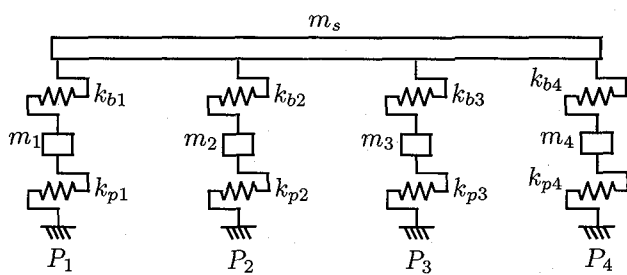 m_s
k_{b1} k_{b2} k_{b3} k_{b4}
m_1 m_2 m_3 m_4
k_{p1} k_{p2} k_{p3} k_{p4}
P_1 P_2 P_3 P_4